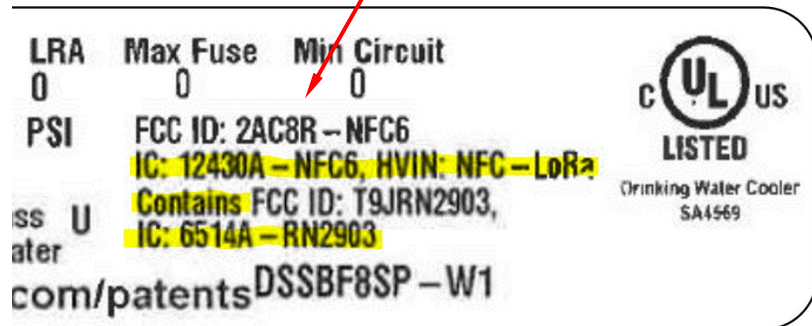 LRA Max Fuse Min Circuit
0 0 0
PSI FCC ID: 2AC8R-NFC6
IC: 12430A-NFC6, HVIN: NFC-LoRa
Contains FCC ID: T9JRN2903,
IC: 6514A-RN2903
ss U
ater
com/patents DSSBF8SP-W1
C UL US
LISTED
Drinking Water Cooler
SA4569